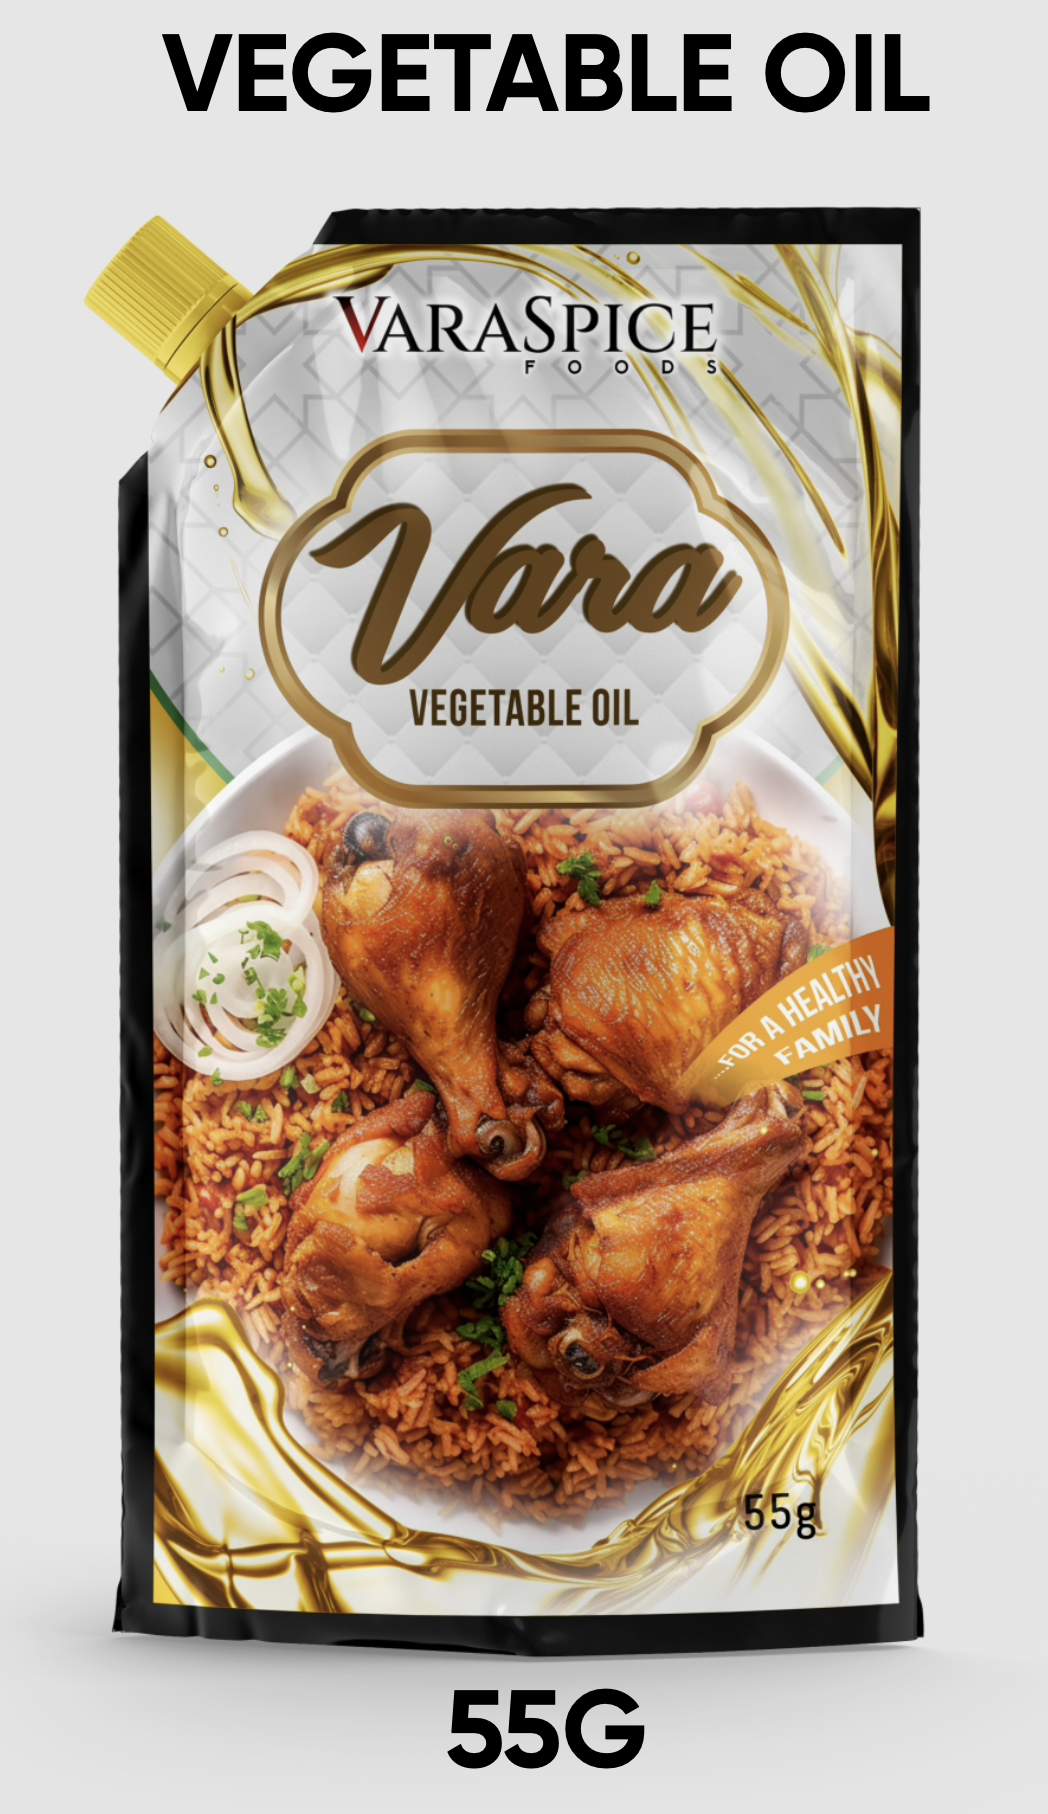 VEGETABLE OIL
VARASPICE
FOODS
Vara
VEGETABLE OIL
....FOR A HEALTHY
FAMILY
55g
55G